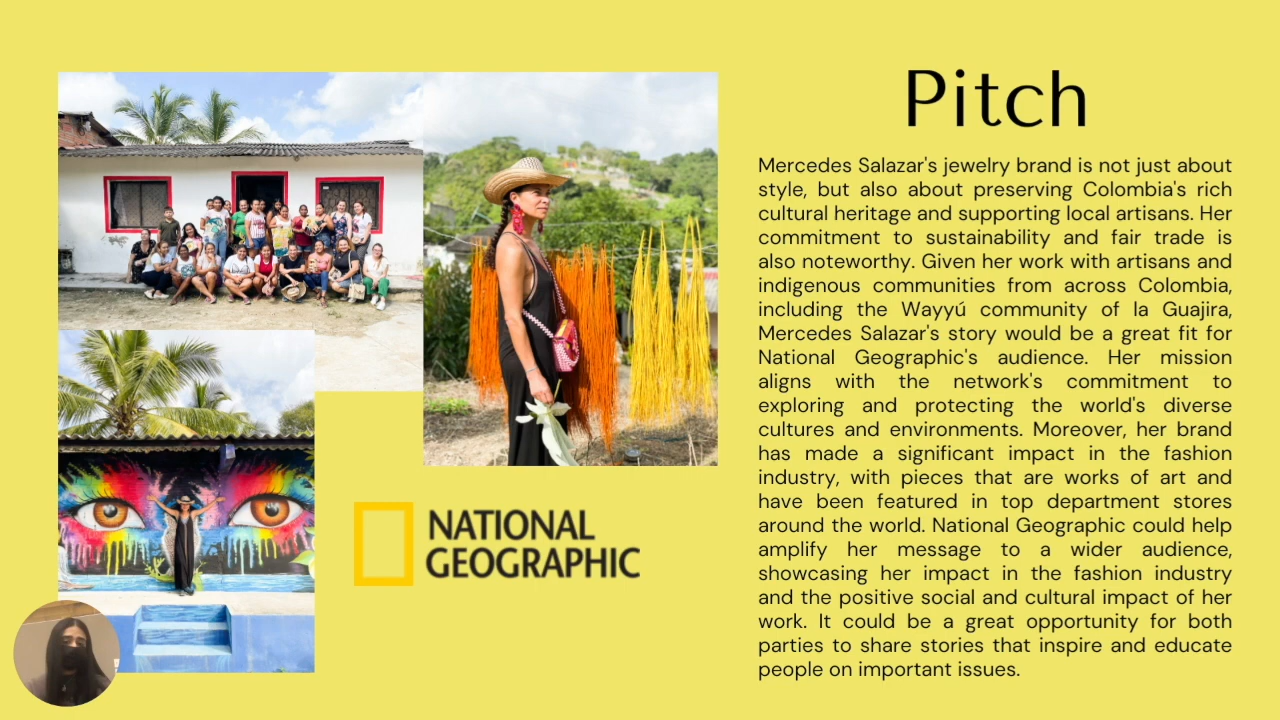 Pitch
Mercedes Salazar's jewelry brand is not just about
style, but also about preserving Colombia's rich
cultural heritage and supporting local artisans. Her
commitment to sustainability and fair trade is
also noteworthy. Given her work with artisans and
indigenous communities from across Colombia,
including the Wayyú community of la Guajira,
Mercedes Salazar's story would be a great fit for
National Geographic's audience. Her mission
aligns with the network's commitment to
exploring and protecting the world's diverse
cultures and environments. Moreover, her brand
has made a significant impact in the fashion
industry, with pieces that are works of art and
have been featured in top department stores
around the world. National Geographic could help
amplify her message to a wider audience,
showcasing her impact in the fashion industry
and the positive social and cultural impact of her
work. It could be a great opportunity for both
parties to share stories that inspire and educate
people on important issues.
NATIONAL
GEOGRAPHIC